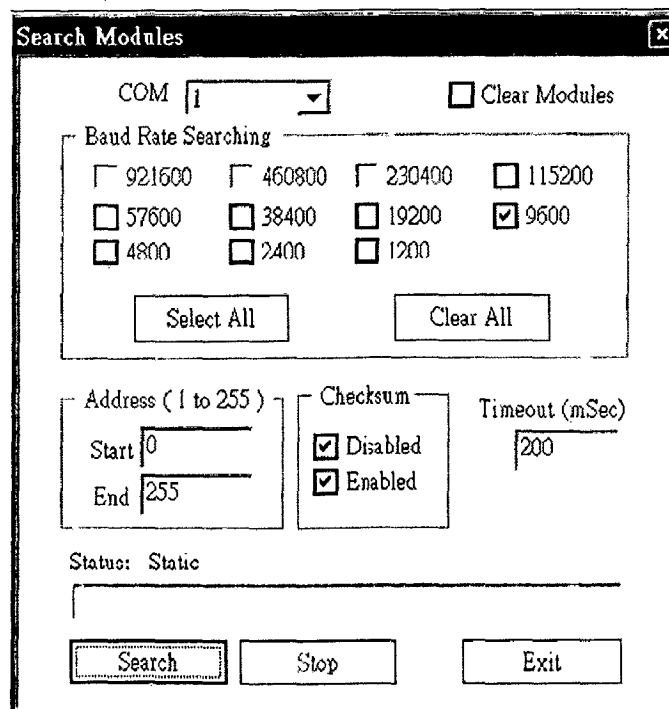 Search Modules
COM 1 Clear Modules
Baud Rate Searching
921600 460800 230400 115200
57600 38400 19200 9600
4800 2400 1200
Select All Clear All
Address ( 1 to 255 ) Checksum Timeout (mSec)
Start 0 Disabled 200
End 255 Enabled
Status: Static
Search Stop Exit